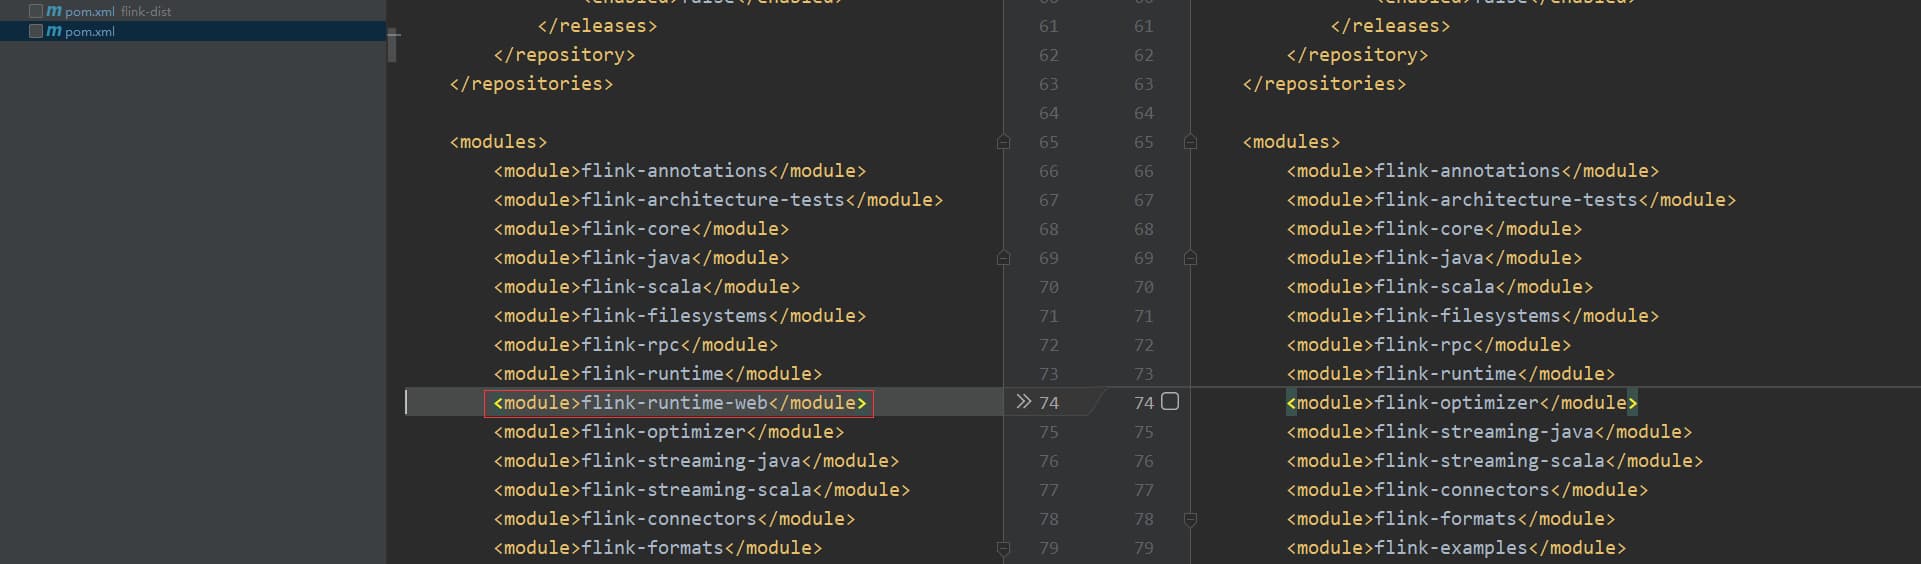 pom.xml flink-dist
pom.xml
<enabled>false</enabled>
</releases>
</repository>
</repositories>
<modules>
<module>flink-annotations</module>
<module>flink-architecture-tests</module>
<module>flink-core</module>
<module>flink-java</module>
<module>flink-scala</module>
<module>flink-filesystems</module>
<module>flink-rpc</module>
<module>flink-runtime</module>
<module>flink-runtime-web</module>
<module>flink-optimizer</module>
<module>flink-streaming-java</module>
<module>flink-streaming-scala</module>
<module>flink-connectors</module>
<module>flink-formats</module>
60 60
61 61
62 62
63 63
64 64
65 65
66 66
67 67
68 68
69 69
70 70
71 71
72 72
73 73
74 74
75 75
76 76
77 77
78 78
79 79
<enabled>false</enabled>
</releases>
</repository>
</repositories>
<modules>
<module>flink-annotations</module>
<module>flink-architecture-tests</module>
<module>flink-core</module>
<module>flink-java</module>
<module>flink-scala</module>
<module>flink-filesystems</module>
<module>flink-rpc</module>
<module>flink-runtime</module>
<module>flink-optimizer</module>
<module>flink-streaming-java</module>
<module>flink-streaming-scala</module>
<module>flink-connectors</module>
<module>flink-formats</module>
<module>flink-examples</module>